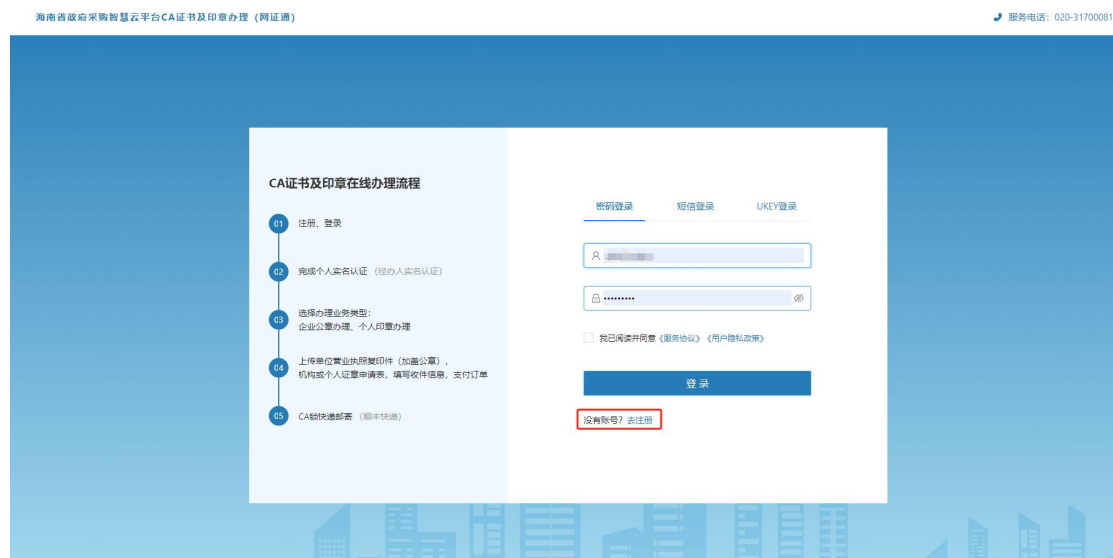 海南省政府采购智慧云平台CA证书及印章办理（网证通）
服务电话：020-31700081
CA证书及印章在线办理流程
01 注册、登录
02 完成个人实名认证 （经办人实名认证）
03 选择办理业务类型：
企业公章办理、个人印章办理
04 上传单位营业执照复印件（加盖公章），
机构或个人证章申请表，填写收件信息，支付订单
05 CA锁快递邮寄 （顺丰快递）
密码登录 短信登录 UKEY登录
•••••••••
我已阅读并同意《服务协议》《用户隐私政策》
登 录
没有账号？去注册